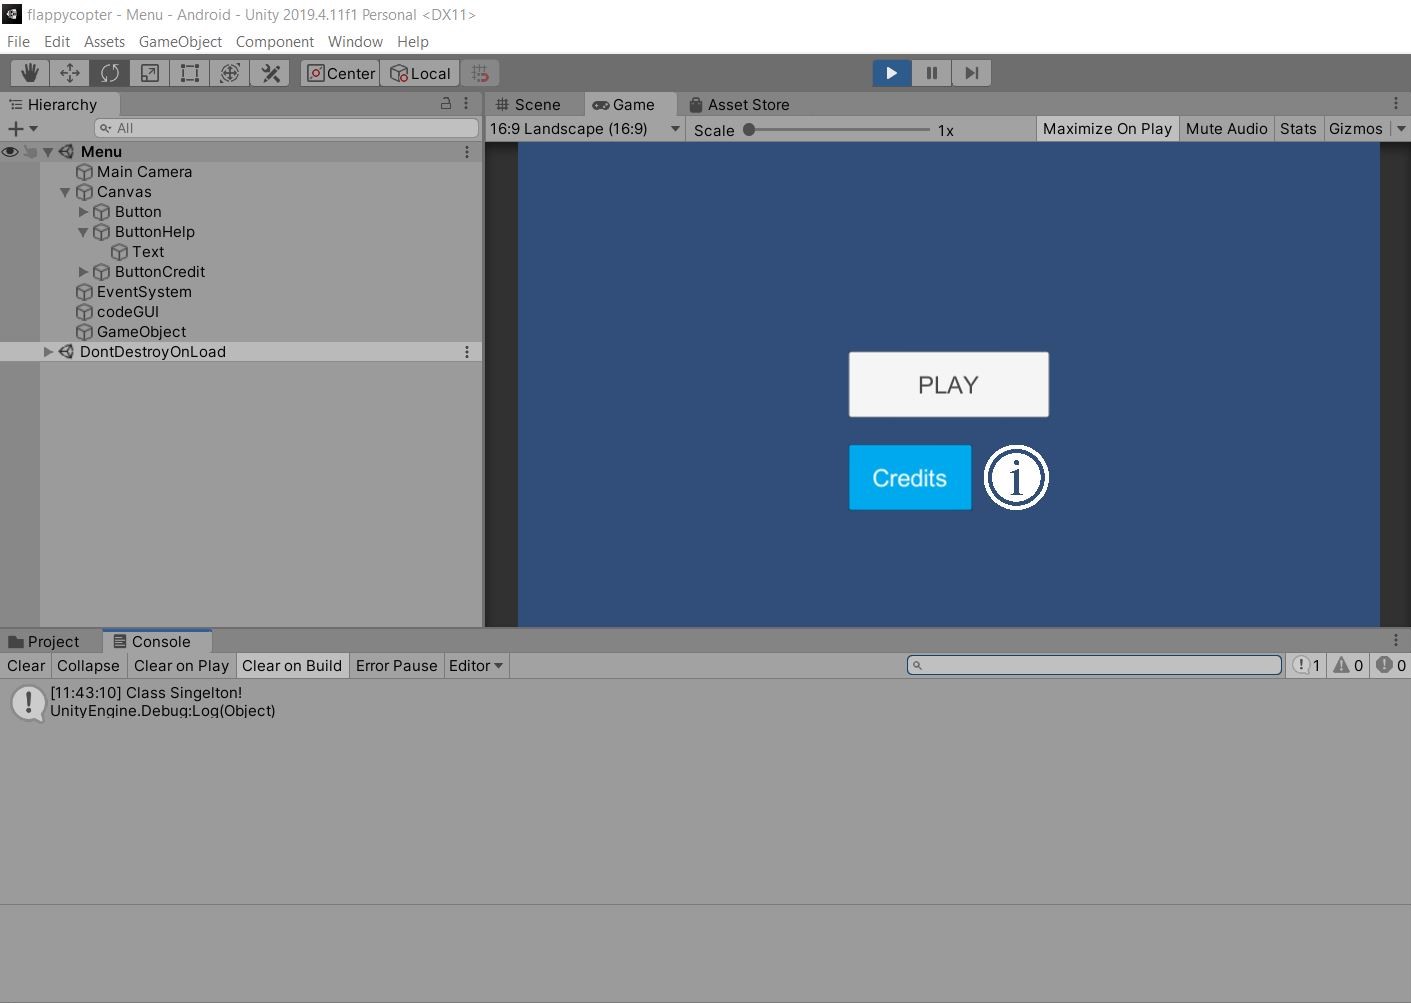 flappycopter - Menu - Android - Unity 2019.4.11f1 Personal <DX11>
File Edit Assets GameObject Component Window Help
Center Local
Hierarchy
All
Menu
Main Camera
Canvas
Button
ButtonHelp
Text
ButtonCredit
EventSystem
codeGUI
GameObject
DontDestroyOnLoad
Scene Game Asset Store
16:9 Landscape (16:9) Scale 1x Maximize On Play Mute Audio Stats Gizmos
PLAY
Credits i
Project Console
Clear Collapse Clear on Play Clear on Build Error Pause Editor 1 0 0
[11:43:10] Class Singelton!
UnityEngine.Debug:Log(Object)